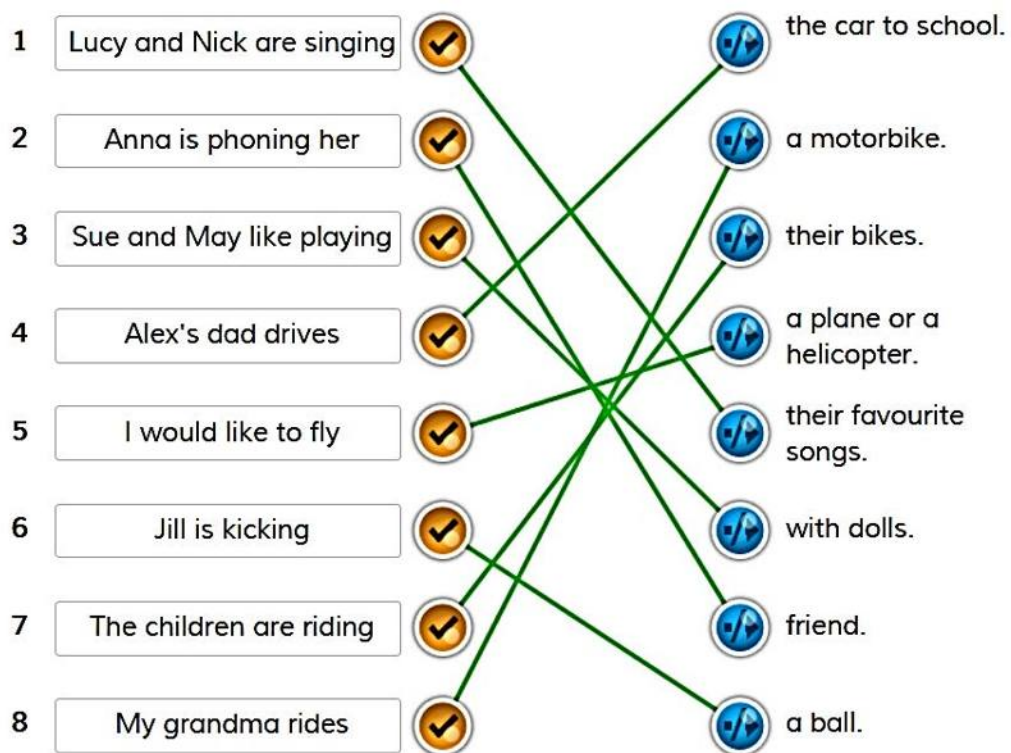 1 Lucy and Nick are singing the car to school.
2 Anna is phoning her a motorbike.
3 Sue and May like playing their bikes.
4 Alex's dad drives a plane or a
helicopter.
5 I would like to fly their favourite
songs.
6 Jill is kicking with dolls.
7 The children are riding friend.
8 My grandma rides a ball.